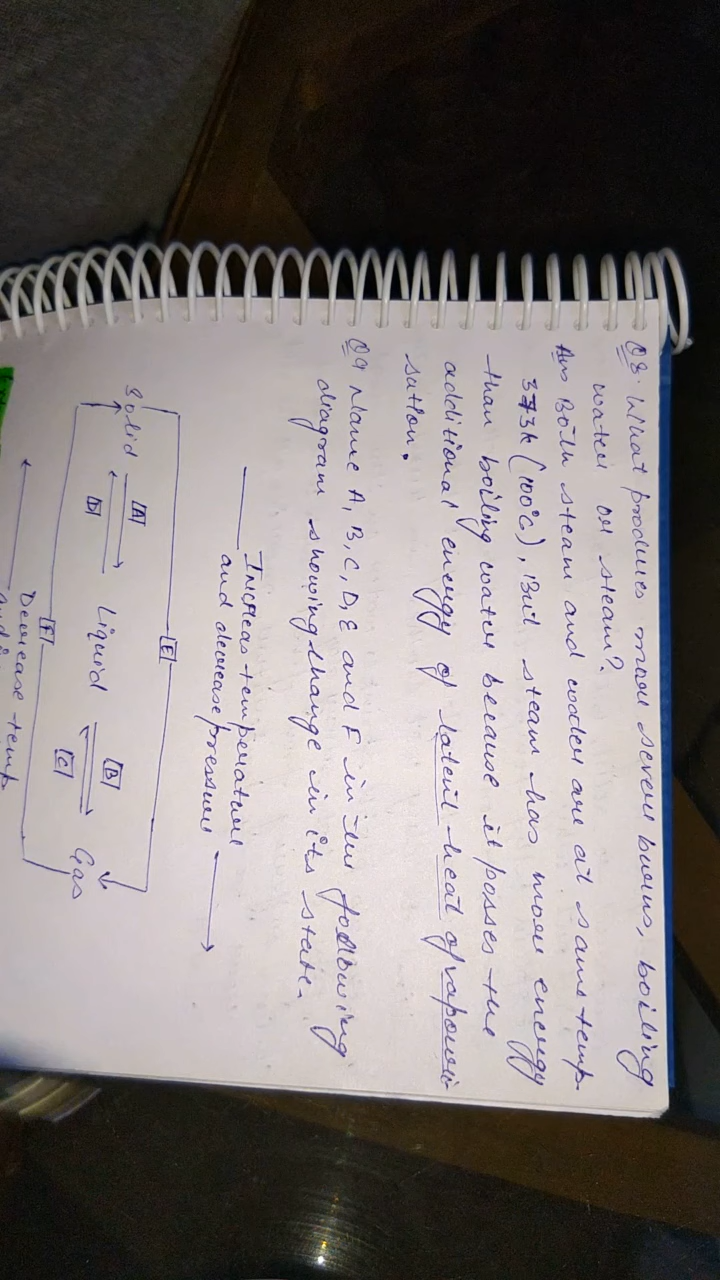 Q8. What produces more severe burns, boiling
water or steam?
Ans Both steam and water are at same temp
373k (100°C), But steam has more energy
than boiling water because it posses the
additional energy of latent heat of vapouri
sation.
Q9 Name A, B, C, D, E and F in the following
diagram showing change in its state.
Increas temperature
and decrease pressure
E
A
B
Solid
Liquid
Gas
D
C
F
Decrease temp